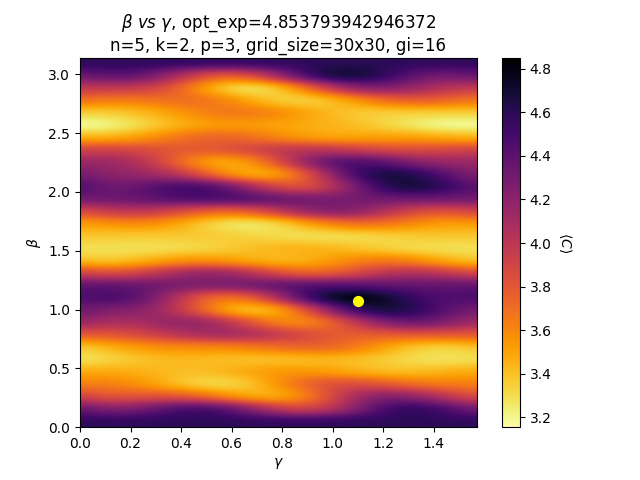 β vs γ, opt_exp=4.853793942946372
n=5, k=2, p=3, grid_size=30x30, gi=16
3.0
2.5
2.0
1.5
1.0
0.5
0.0
β
0.0 0.2 0.4 0.6 0.8 1.0 1.2 1.4
γ
4.8
4.6
4.4
4.2
4.0
3.8
3.6
3.4
3.2
⟨C⟩